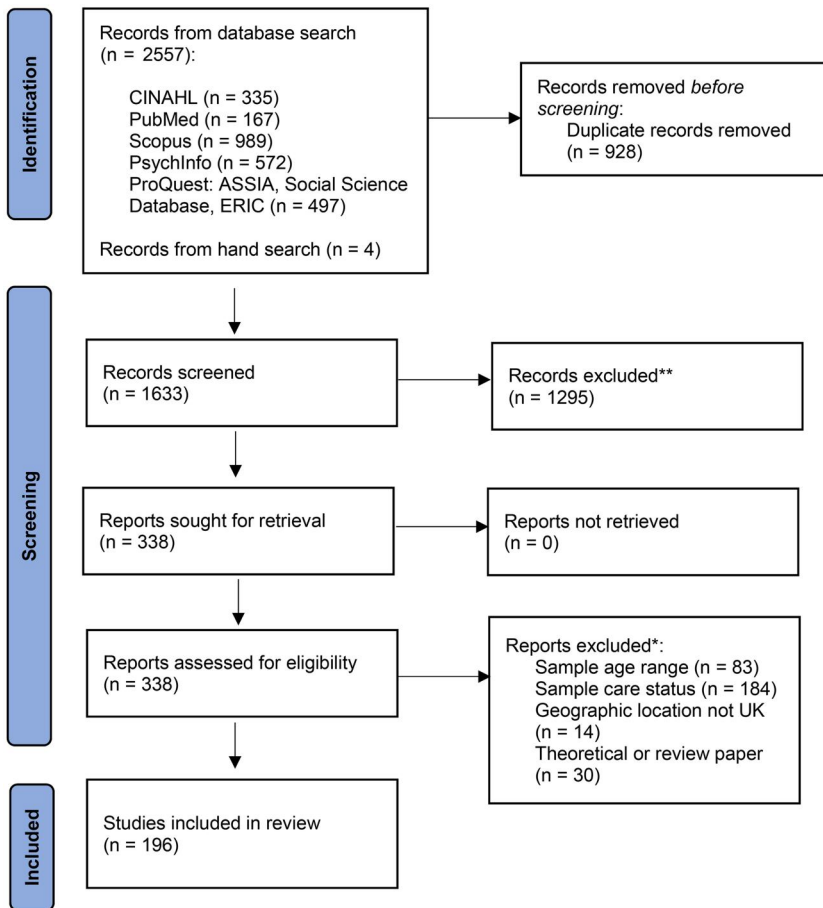 Identification
Records from database search
(n = 2557):
CINAHL (n = 335)
PubMed (n = 167)
Scopus (n = 989)
PsychInfo (n = 572)
ProQuest: ASSIA, Social Science
Database, ERIC (n = 497)
Records from hand search (n = 4)
Records removed before
screening:
Duplicate records removed
(n = 928)
Screening
Records screened
(n = 1633)
Records excluded**
(n = 1295)
Reports sought for retrieval
(n = 338)
Reports not retrieved
(n = 0)
Reports assessed for eligibility
(n = 338)
Reports excluded*:
Sample age range (n = 83)
Sample care status (n = 184)
Geographic location not UK
(n = 14)
Theoretical or review paper
(n = 30)
Included
Studies included in review
(n = 196)